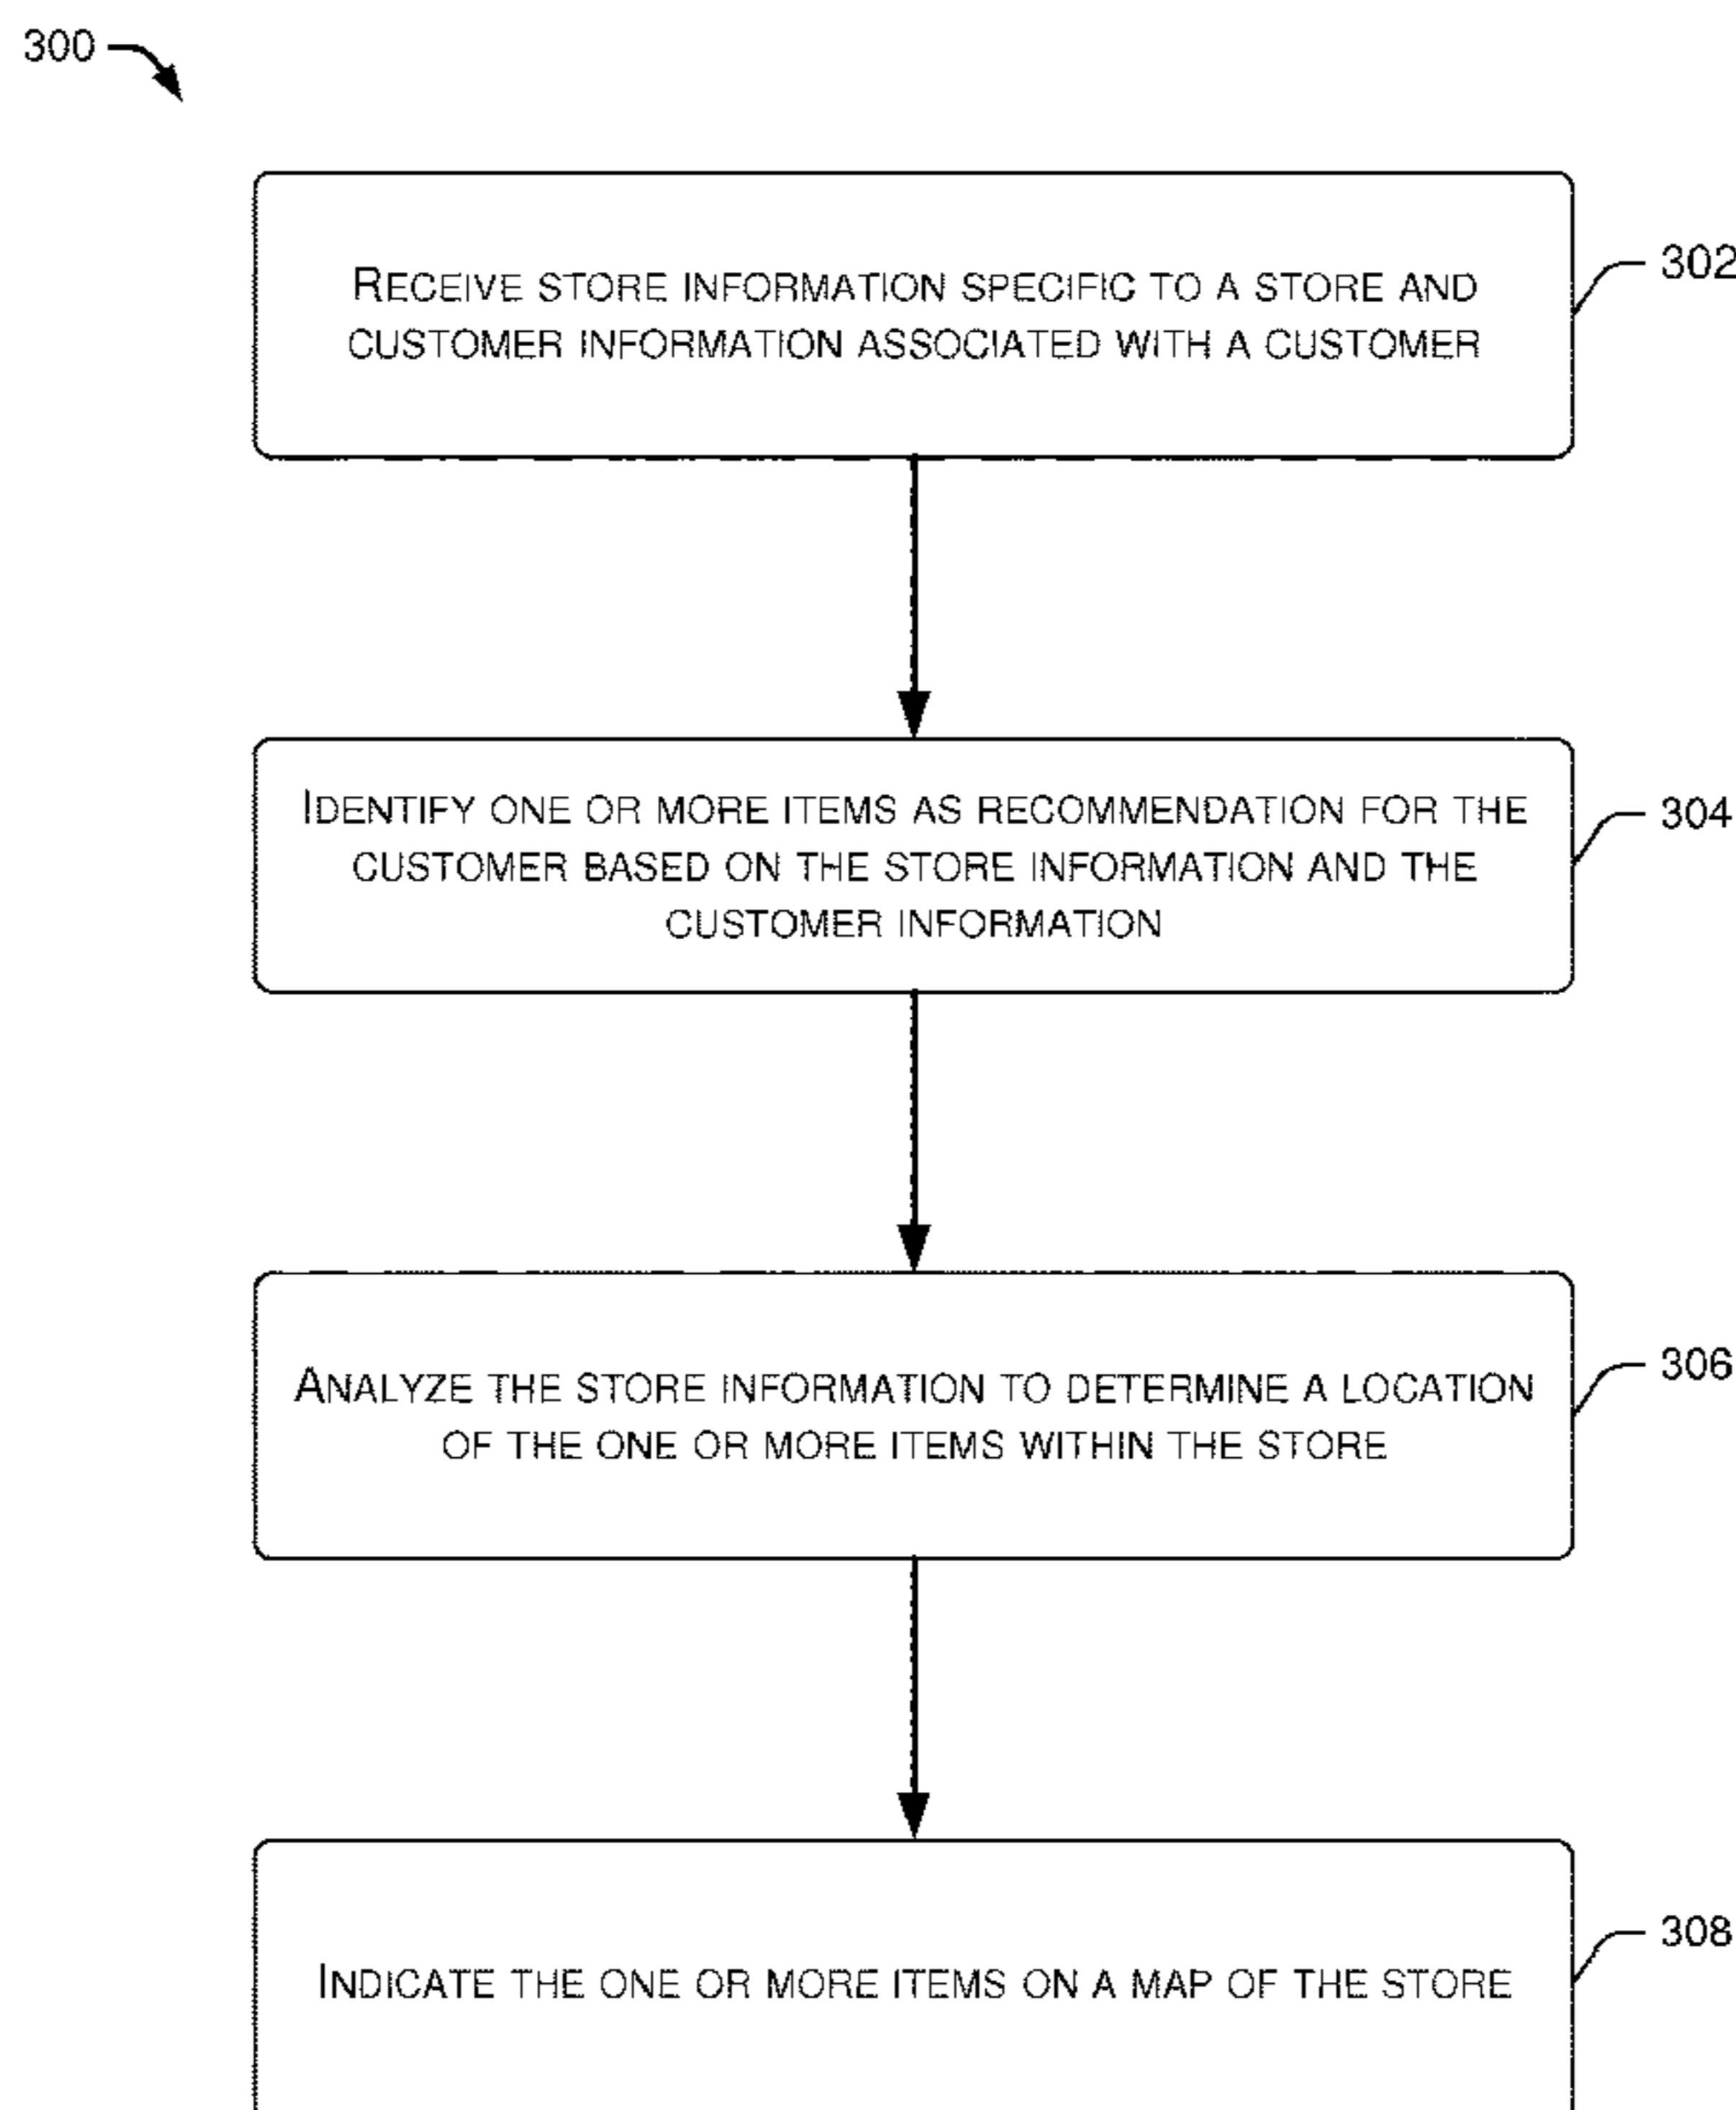 300
RECEIVE STORE INFORMATION SPECIFIC TO A STORE AND
302
CUSTOMER INFORMATION ASSOCIATED WITH A CUSTOMER
IDENTIFY ONE OR MORE ITEMS AS RECOMMENDATION FOR THE
304
CUSTOMER BASED ON THE STORE INFORMATION AND THE
CUSTOMER INFORMATION
ANALYZE THE STORE INFORMATION TO DETERMINE A LOCATION
306
OF THE ONE OR MORE ITEMS WITHIN THE STORE
INDICATE THE ONE OR MORE ITEMS ON A MAP OF THE STORE
308